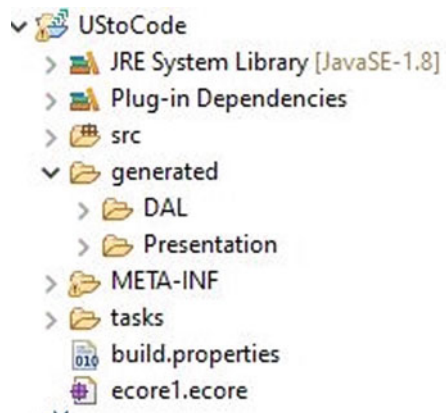 UStoCode
JRE System Library [JavaSE-1.8]
Plug-in Dependencies
src
generated
DAL
Presentation
META-INF
tasks
build.properties
ecore1.ecore